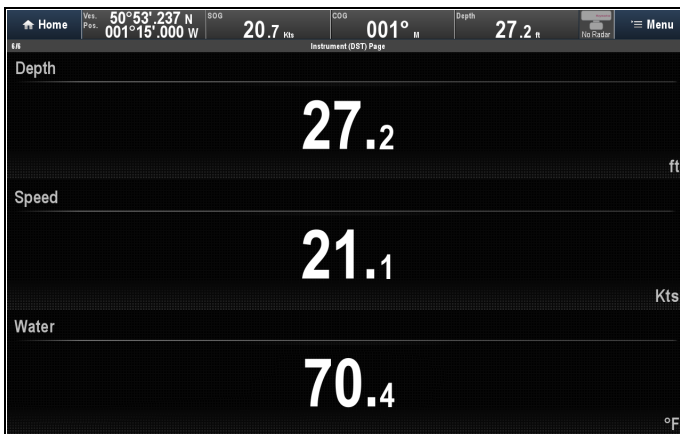 Home
Ves. Pos. 50°53'.237 N
001°15'.000 W
SOG 20.7 Kts
COG 001° M
Depth 27.2 ft
No Radar
Menu
6/6
Instrument (DST) Page
Depth
27.2
ft
Speed
21.1
Kts
Water
70.4
°F